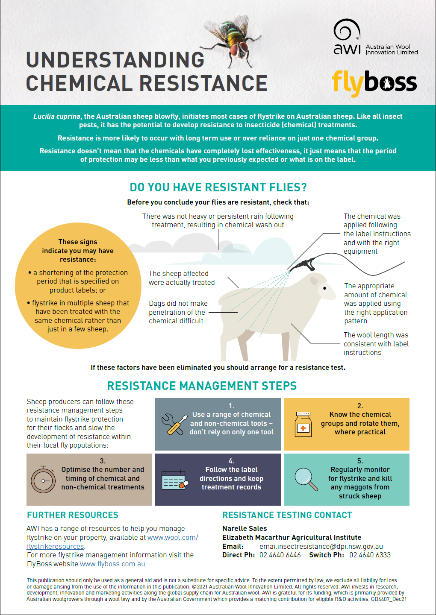 UNDERSTANDING
CHEMICAL RESISTANCE
awi Australian Wool
Innovation Limited
flyboss
Lucilia cuprina, the Australian sheep blowfly, initiates most cases of flystrike on Australian sheep. Like all insect
pests, it has the potential to develop resistance to insecticide (chemical) treatments.
Resistance is more likely to occur with long term use or over reliance on just one chemical group.
Resistance doesn't mean that the chemicals have completely lost effectiveness, it just means that the period
of protection may be less than what you previously expected or what is on the label.
DO YOU HAVE RESISTANT FLIES?
Before you conclude your flies are resistant, check that:
These signs
indicate you may have
resistance:
• a shortening of the protection
period that is specified on
product labels; or
• flystrike in multiple sheep that
have been treated with the
same chemical rather than
just in a few sheep.
There was not heavy or persistent rain following
treatment, resulting in chemical wash out
The sheep affected
were actually treated
Dags did not make
penetration of the
chemical difficult
The chemical was
applied following
the label instructions
and with the right
equipment
The appropriate
amount of chemical
was applied using
the right application
pattern
The wool length was
consistent with label
instructions
If these factors have been eliminated you should arrange for a resistance test.
RESISTANCE MANAGEMENT STEPS
Sheep producers can follow these
resistance management steps
to maintain flystrike protection
for their flocks and slow the
development of resistance within
their local fly populations:
1.
Use a range of chemical
and non-chemical tools –
don't rely on only one tool
2.
Know the chemical
groups and rotate them,
where practical
3.
Optimise the number and
timing of chemical and
non-chemical treatments
4.
Follow the label
directions and keep
treatment records
5.
Regularly monitor
for flystrike and kill
any maggots from
struck sheep
FURTHER RESOURCES
AWI has a range of resources to help you manage
flystrike on your property, available at www.wool.com/
flystrikeresources.
For more flystrike management information visit the
FlyBoss website www.flyboss.com.au
RESISTANCE TESTING CONTACT
Narelle Sales
Elizabeth Macarthur Agricultural Institute
Email: emai.insectresistance@dpi.nsw.gov.au
Direct Ph: 02 4640 6446 Switch Ph: 02 4640 6333
This publication should only be used as a general aid and is not a substitute for specific advice. To the extent permitted by law, we exclude all liability for loss
or damage arising from the use of the information in this publication. ©2021 Australian Wool Innovation Limited. All rights reserved. AWI invests in research,
development, innovation and marketing activities along the global supply chain for Australian wool. AWI is grateful for its funding, which is primarily provided by
Australian woolgrowers through a wool levy and by the Australian Government which provides a matching contribution for eligible R&D activities.